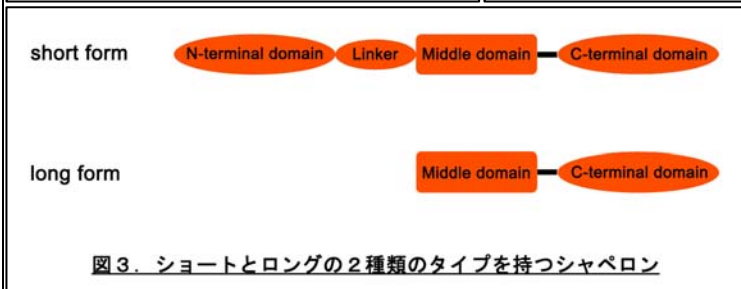 short form
N-terminal domain
Linker
Middle domain
C-terminal domain
long form
Middle domain
C-terminal domain
図３．ショートとロングの２種類のタイプを持つシャペロン